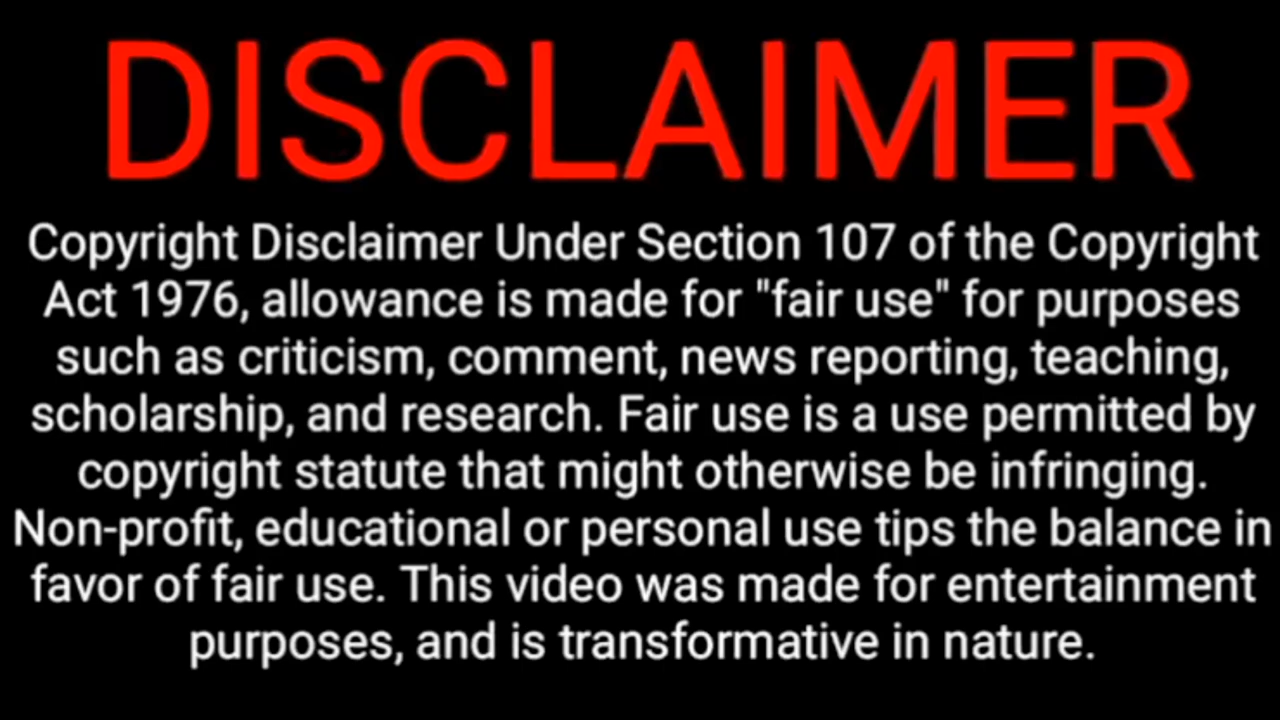 DISCLAIMER
Copyright Disclaimer Under Section 107 of the Copyright
Act 1976, allowance is made for "fair use" for purposes
such as criticism, comment, news reporting, teaching,
scholarship, and research. Fair use is a use permitted by
copyright statute that might otherwise be infringing.
Non-profit, educational or personal use tips the balance in
favor of fair use. This video was made for entertainment
purposes, and is transformative in nature.